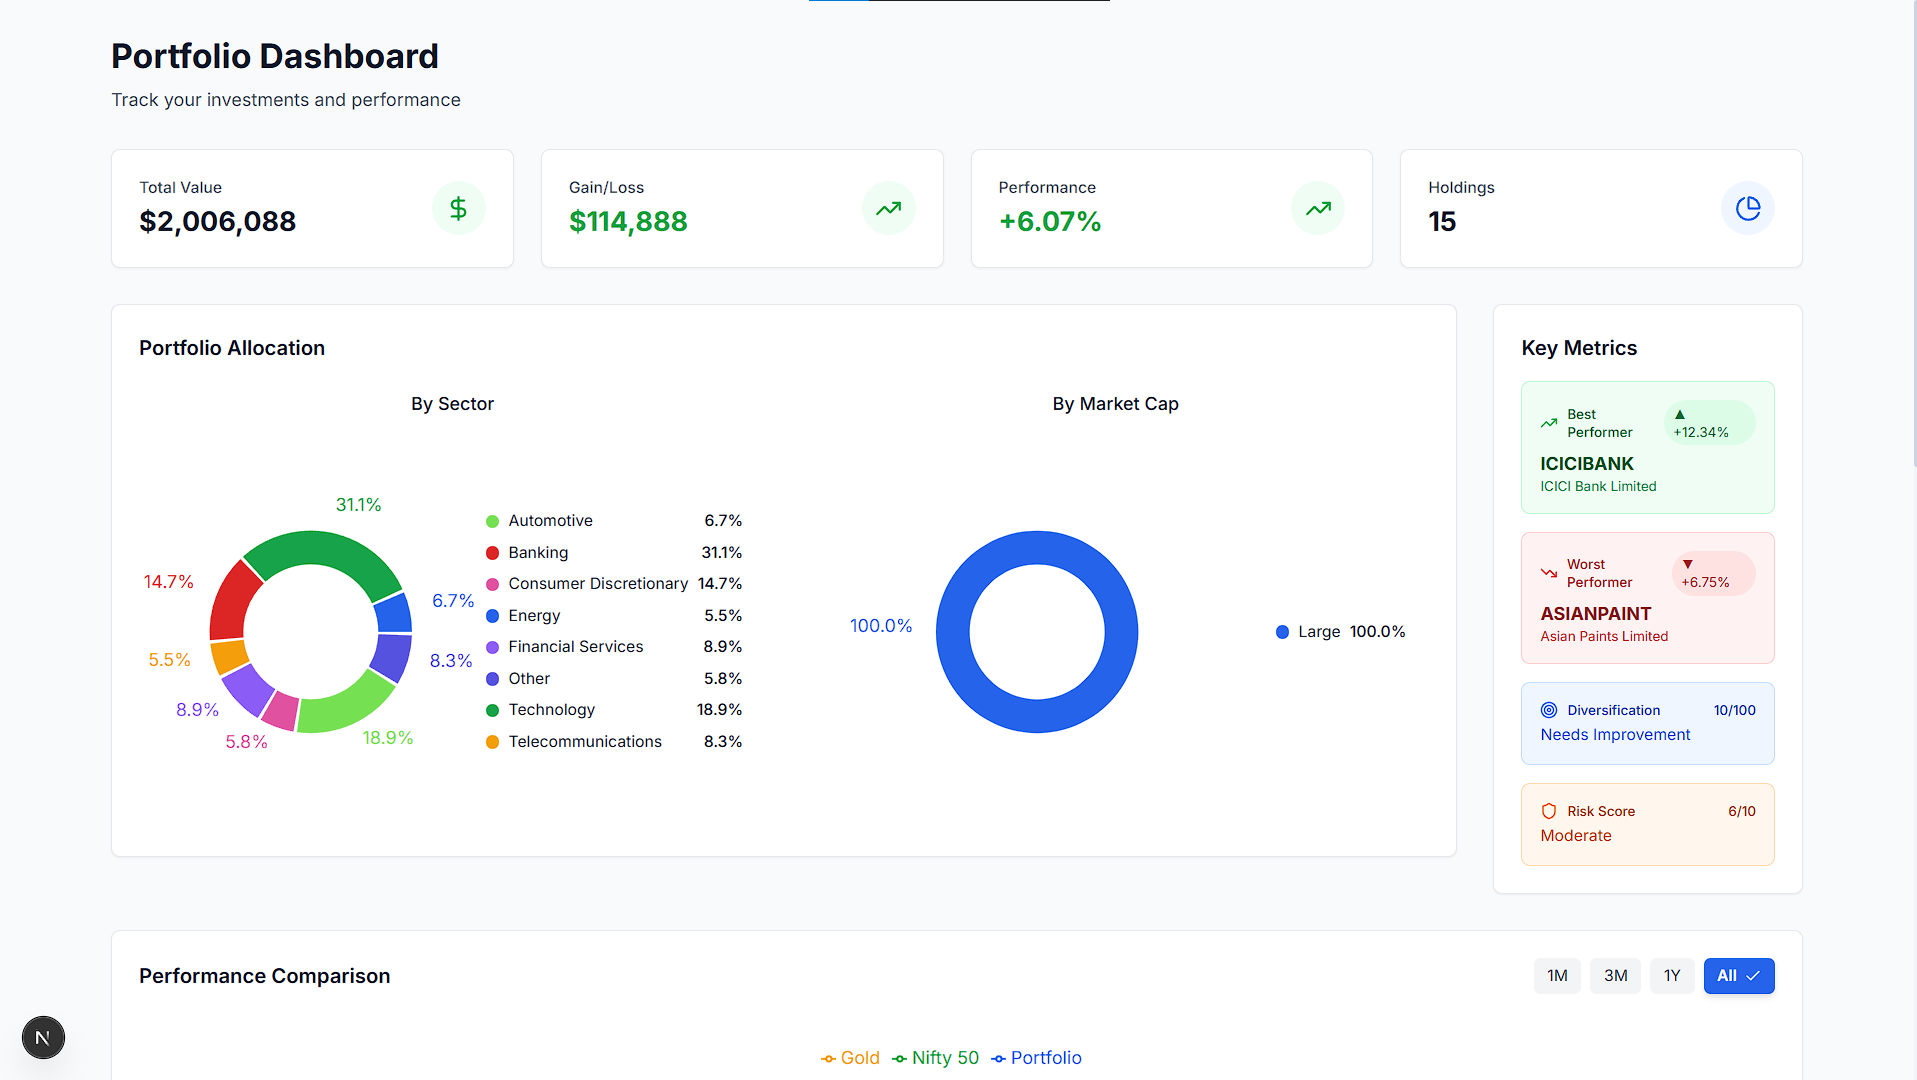 Portfolio Dashboard
Track your investments and performance
Total Value
$2,006,088
Gain/Loss
$114,888
Performance
+6.07%
Holdings
15
Portfolio Allocation
By Sector
31.1%
14.7%
6.7%
5.5%
8.3%
8.9%
5.8%
18.9%
Automotive 6.7%
Banking 31.1%
Consumer Discretionary 14.7%
Energy 5.5%
Financial Services 8.9%
Other 5.8%
Technology 18.9%
Telecommunications 8.3%
By Market Cap
100.0%
Large 100.0%
Key Metrics
Best
Performer
▲
+12.34%
ICICIBANK
ICICI Bank Limited
Worst
Performer
▼
+6.75%
ASIANPAINT
Asian Paints Limited
Diversification 10/100
Needs Improvement
Risk Score 6/10
Moderate
Performance Comparison
1M 3M 1Y All
Gold Nifty 50 Portfolio
N